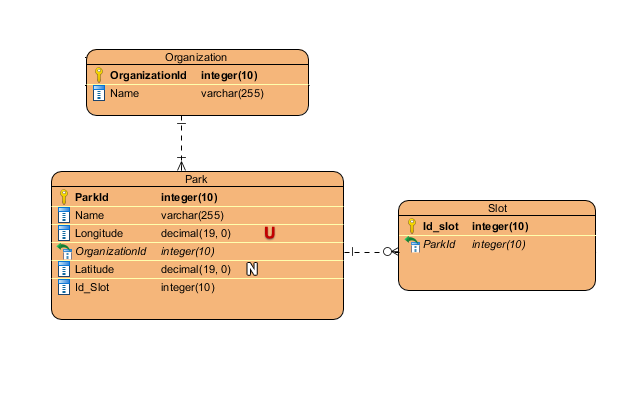 Organization
OrganizationId integer(10)
Name varchar(255)
Park
ParkId integer(10)
Name varchar(255)
Longitude decimal(19, 0) U
OrganizationId integer(10)
Latitude decimal(19, 0) N
Id_Slot integer(10)
Slot
Id_slot integer(10)
ParkId integer(10)